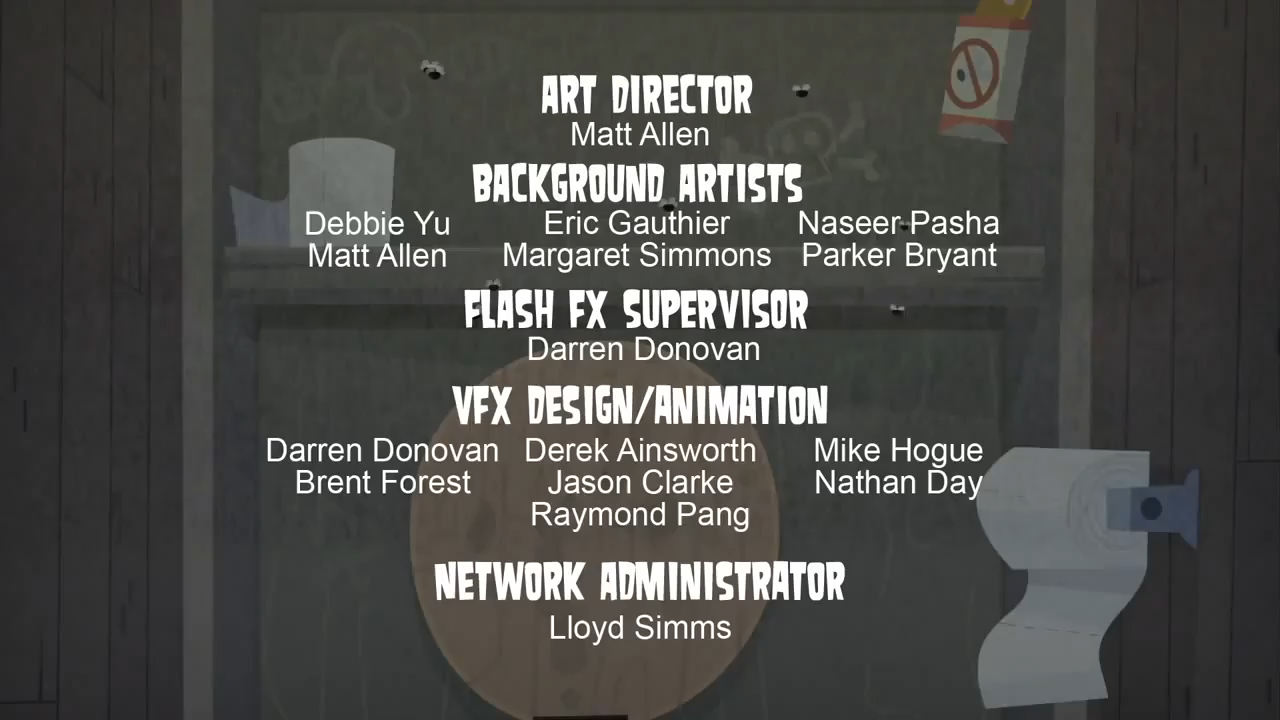 ART DIRECTOR
Matt Allen
BACKGROUND ARTISTS
Debbie Yu Eric Gauthier Naseer Pasha
Matt Allen Margaret Simmons Parker Bryant
FLASH FX SUPERVISOR
Darren Donovan
VFX DESIGN/ANIMATION
Darren Donovan Derek Ainsworth Mike Hogue
Brent Forest Jason Clarke Nathan Day
Raymond Pang
NETWORK ADMINISTRATOR
Lloyd Simms